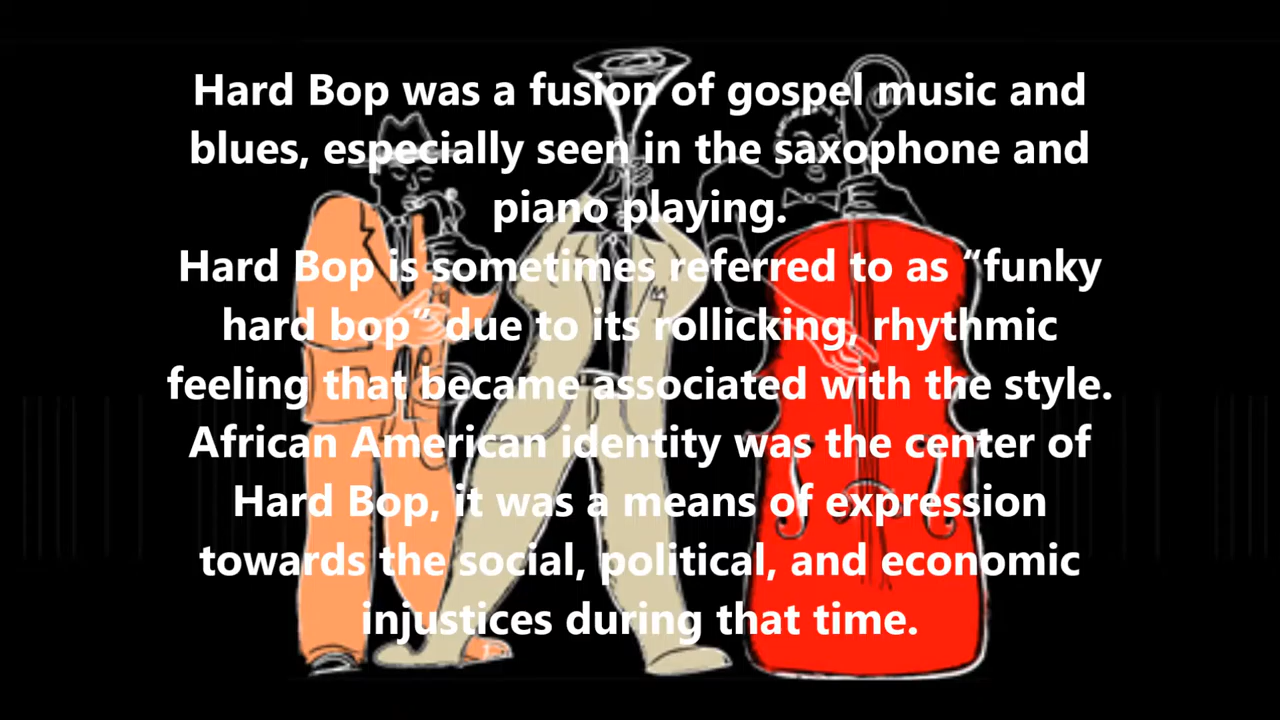 Hard Bop was a fusion of gospel music and
blues, especially seen in the saxophone and
piano playing.
Hard Bop is sometimes referred to as “funky
hard bop” due to its rollicking, rhythmic
feeling that became associated with the style.
African American identity was the center of
Hard Bop, it was a means of expression
towards the social, political, and economic
injustices during that time.